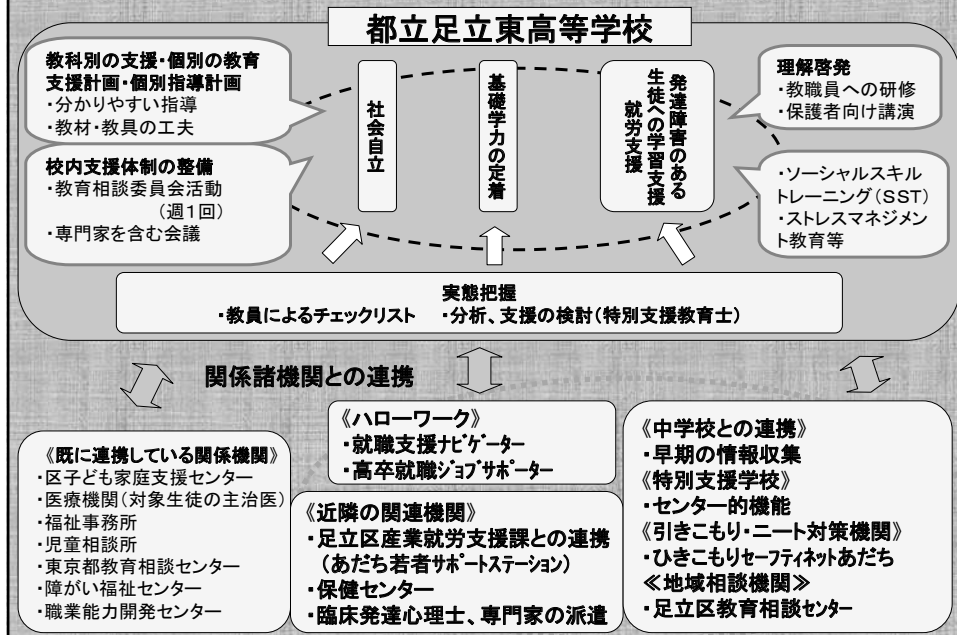 都立足立東高等学校
教科別の支援・個別の教育
支援計画・個別指導計画
・分かりやすい指導
・教材・教具の工夫
校内支援体制の整備
・教育相談委員会活動
（週１回）
・専門家を含む会議
社会自立
基礎学力の定着
発達障害のある
生徒への学習支援
就労支援
理解啓発
・教職員への研修
・保護者向け講演
・ソーシャルスキル
トレーニング（SST）
・ストレスマネジメン
ト教育等
実態把握
・教員によるチェックリスト　・分析、支援の検討（特別支援教育士）
関係諸機関との連携
《既に連携している関係機関》
・区子ども家庭支援センター
・医療機関（対象生徒の主治医）
・福祉事務所
・児童相談所
・東京都教育相談センター
・障がい福祉センター
・職業能力開発センター
《ハローワーク》
・就職支援ﾅﾋﾞｹﾞｰﾀｰ
・高卒就職ｼﾞｮﾌﾞｻﾎﾟｰﾀｰ
《近隣の関連機関》
・足立区産業就労支援課との連携
（あだち若者ｻﾎﾟｰﾄｽﾃｰｼｮﾝ）
・保健センター
・臨床発達心理士、専門家の派遣
《中学校との連携》
・早期の情報収集
《特別支援学校》
・センター的機能
《引きこもり・ニート対策機関》
・ひきこもりｾｰﾌﾃｨﾈｯﾄあだち
≪地域相談機関≫
・足立区教育相談ｾﾝﾀｰ